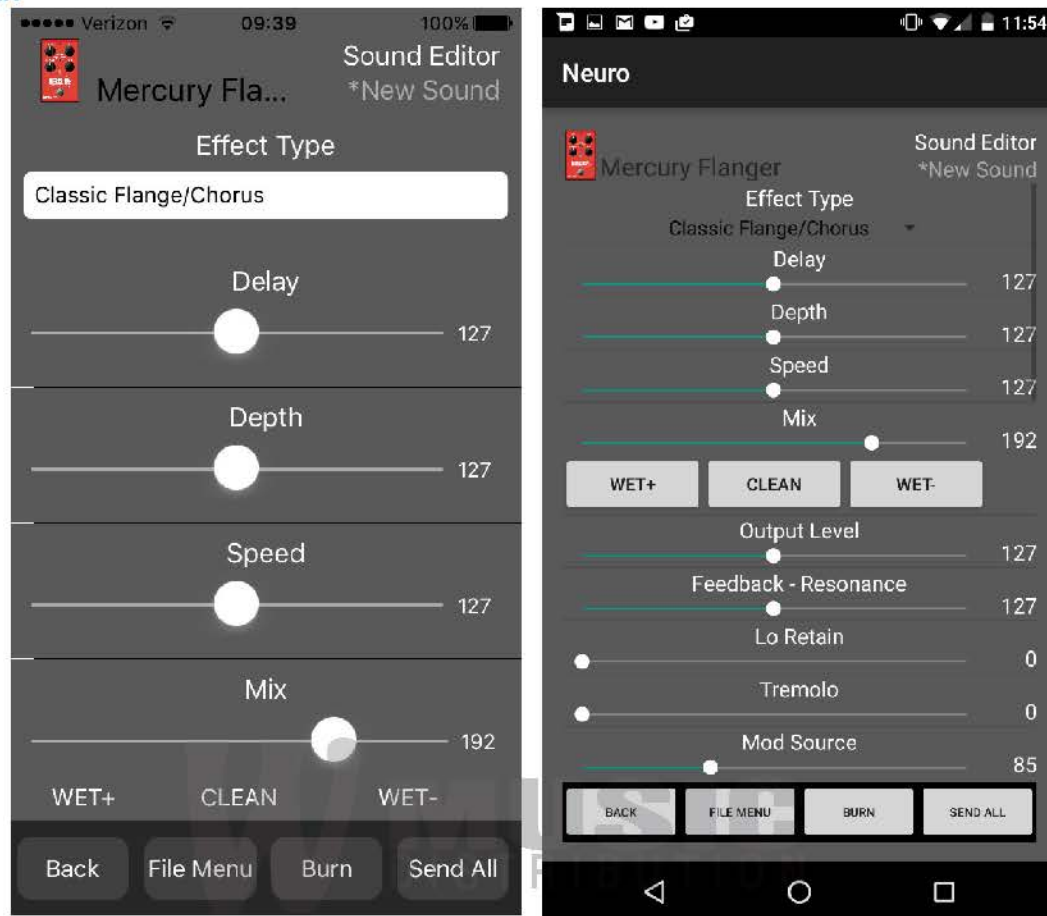 Verizon 09:39 100%
Sound Editor
Mercury Fla... *New Sound
Effect Type
Classic Flange/Chorus
Delay
127
Depth
127
Speed
127
Mix
192
WET+ CLEAN WET-
Back File Menu Burn Send All
11:54
Neuro
Sound Editor
Mercury Flanger *New Sound
Effect Type
Classic Flange/Chorus
Delay
127
Depth
127
Speed
127
Mix
192
WET+ CLEAN WET-
Output Level
127
Feedback - Resonance
127
Lo Retain
0
Tremolo
0
Mod Source
85
BACK FILE MENU BURN SEND ALL